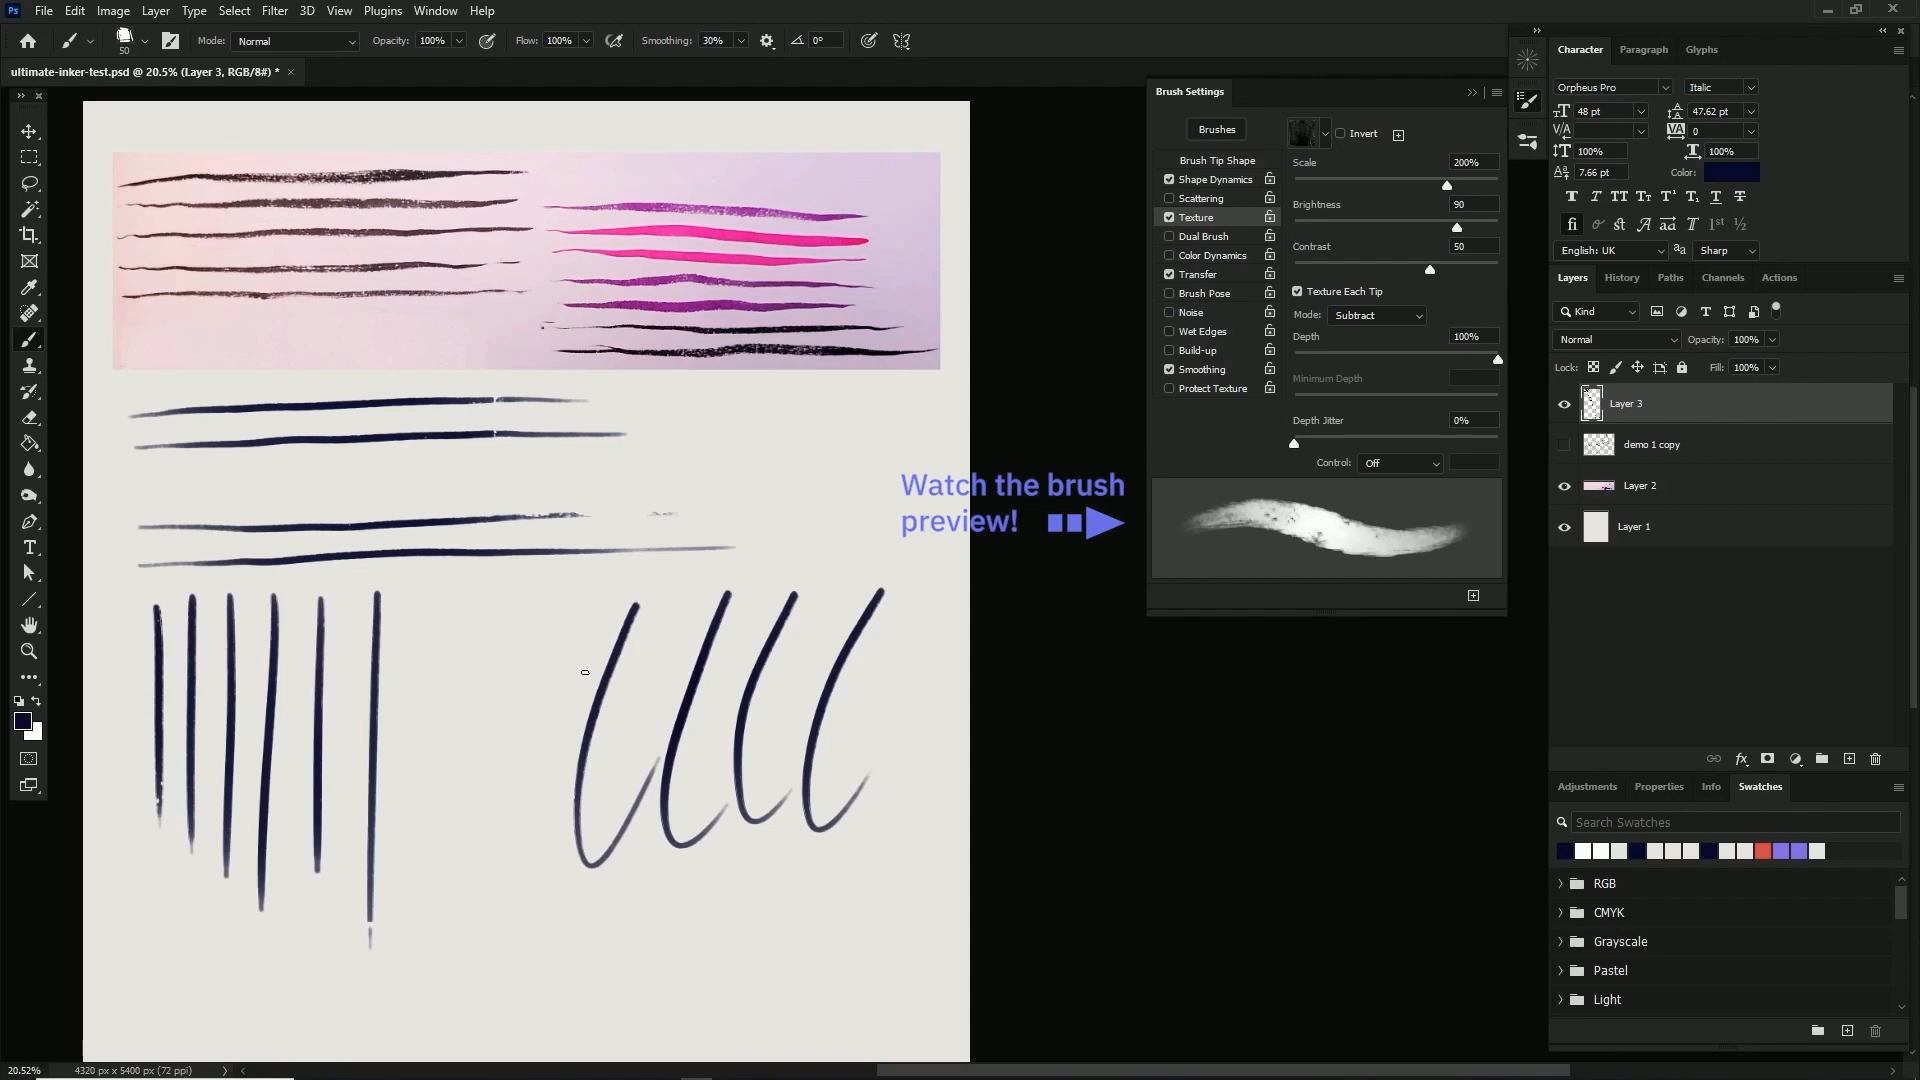 Ps File Edit Image Layer Type Select Filter 3D View Plugins Window Help
50 Mode: Normal Opacity: 100% Flow: 100% Smoothing: 30% 0°
ultimate-inker-test.psd @ 20.5% (Layer 3, RGB/8#) *
Brush Settings
Brushes
Invert
Brush Tip Shape
Shape Dynamics
Scattering
Texture
Dual Brush
Color Dynamics
Transfer
Brush Pose
Noise
Wet Edges
Build-up
Smoothing
Protect Texture
Scale 200%
Brightness 90
Contrast 50
Texture Each Tip
Mode: Subtract
Depth 100%
Minimum Depth
Depth Jitter 0%
Control: Off
Watch the brush
preview!
Character Paragraph Glyphs
Orpheus Pro Italic
48 pt 47.62 pt
0
100% 100%
7.66 pt Color:
English: UK Sharp
Layers History Paths Channels Actions
Kind
Normal Opacity: 100%
Lock: Fill: 100%
Layer 3
demo 1 copy
Layer 2
Layer 1
Adjustments Properties Info Swatches
Search Swatches
RGB
CMYK
Grayscale
Pastel
Light
20.52% 4320 px x 5400 px (72 ppi)